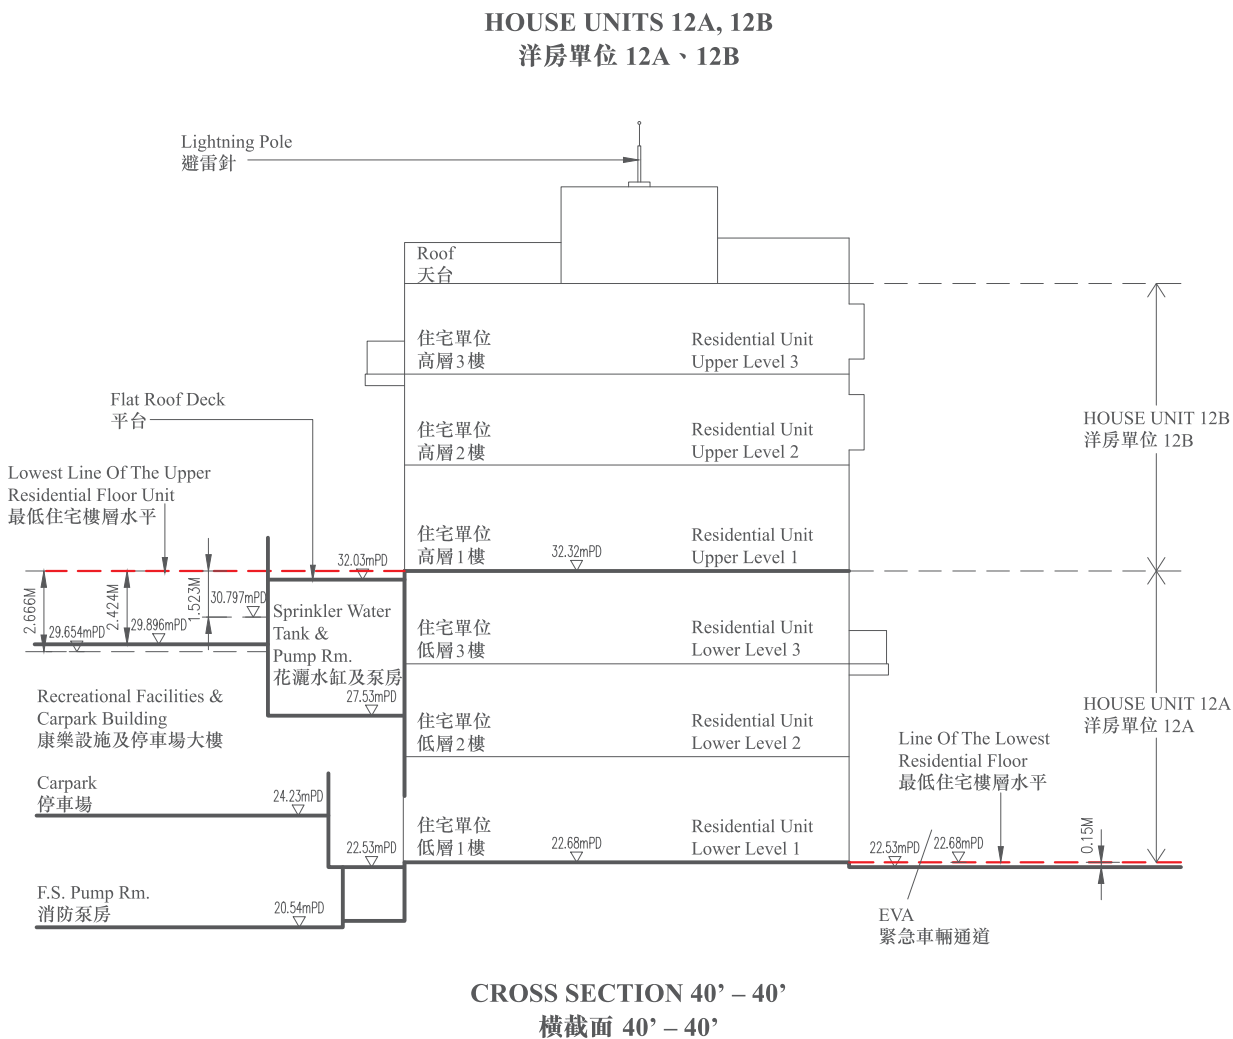 HOUSE UNITS 12A, 12B
洋房單位 12A、12B
Lightning Pole
避雷針
Roof
天台
住宅單位
高層3樓
Residential Unit
Upper Level 3
Flat Roof Deck
平台
住宅單位
高層2樓
Residential Unit
Upper Level 2
HOUSE UNIT 12B
洋房單位 12B
Lowest Line Of The Upper
Residential Floor Unit
最低住宅樓層水平
住宅單位
高層1樓
Residential Unit
Upper Level 1
32.03mPD
32.32mPD
2.666M
2.424M
1.523M
30.797mPD
29.654mPD
29.896mPD
Sprinkler Water
Tank &
Pump Rm.
花灑水缸及泵房
住宅單位
低層3樓
Residential Unit
Lower Level 3
27.53mPD
Recreational Facilities &
Carpark Building
康樂設施及停車場大樓
住宅單位
低層2樓
Residential Unit
Lower Level 2
HOUSE UNIT 12A
洋房單位 12A
Line Of The Lowest
Residential Floor
最低住宅樓層水平
Carpark
停車場
24.23mPD
住宅單位
低層1樓
Residential Unit
Lower Level 1
22.53mPD
22.68mPD
22.53mPD
22.68mPD
0.15M
F.S. Pump Rm.
消防泵房
20.54mPD
EVA
緊急車輛通道
CROSS SECTION 40’ – 40’
橫截面 40’ – 40’